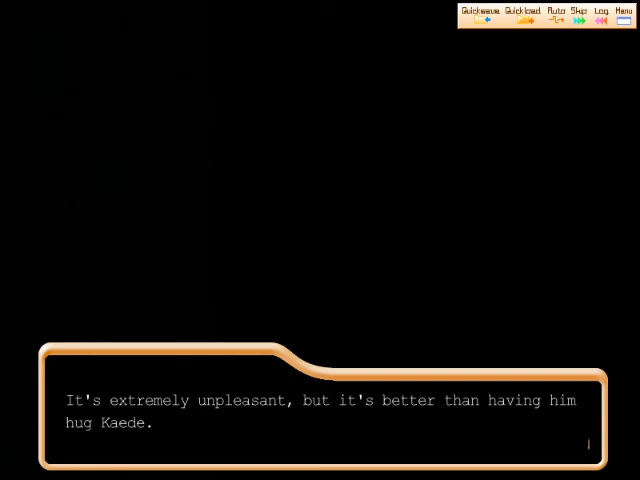 Quicksave Quickload Auto Skip Log Menu
It's extremely unpleasant, but it's better than having him
hug Kaede.